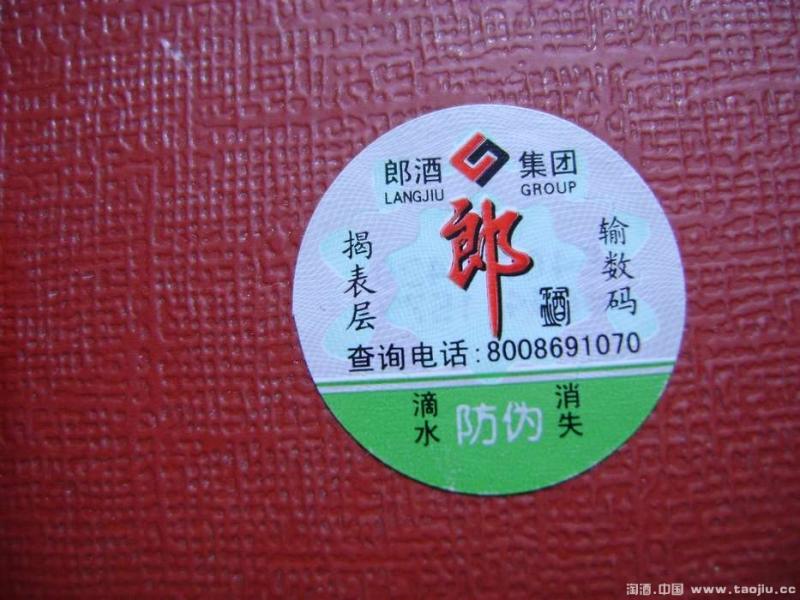 郎酒 集团
LANGJIU GROUP
郎
酒
揭表层
输数码
查询电话:8008691070
滴水
防伪
消失
淘酒.中国 www.taojiu.cc